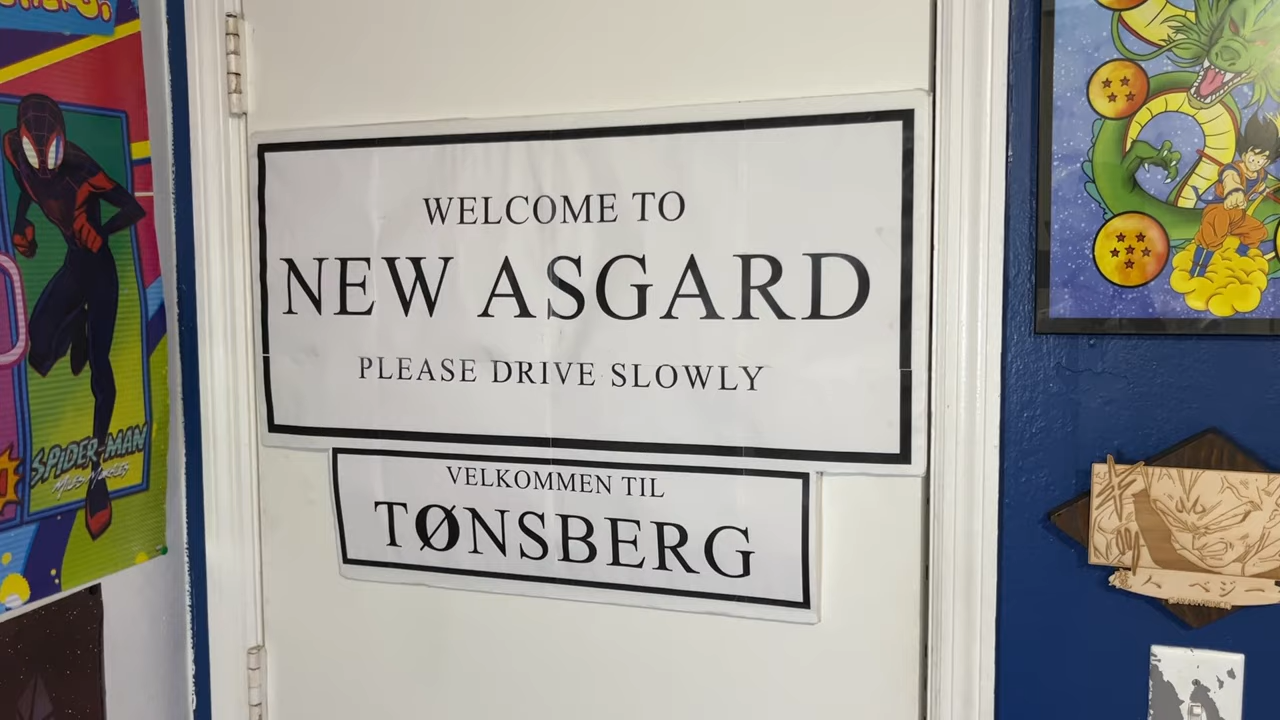 WELCOME TO
NEW ASGARD
PLEASE DRIVE SLOWLY
VELKOMMEN TIL
TØNSBERG
SPIDER-MAN
MILES MORALES